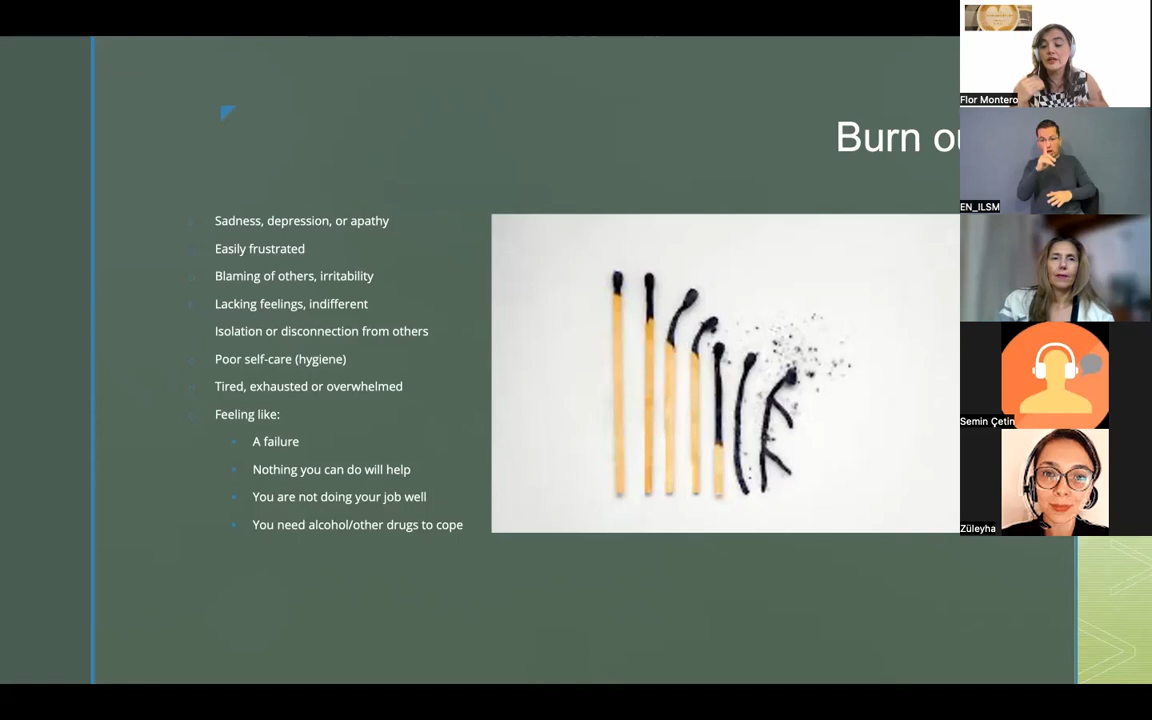 Burn ou
Sadness, depression, or apathy
Easily frustrated
Blaming of others, irritability
Lacking feelings, indifferent
Isolation or disconnection from others
Poor self-care (hygiene)
Tired, exhausted or overwhelmed
Feeling like:
A failure
Nothing you can do will help
You are not doing your job well
You need alcohol/other drugs to cope
Flor Montero
EN_ILSM
Semin Çetin
Züleyha